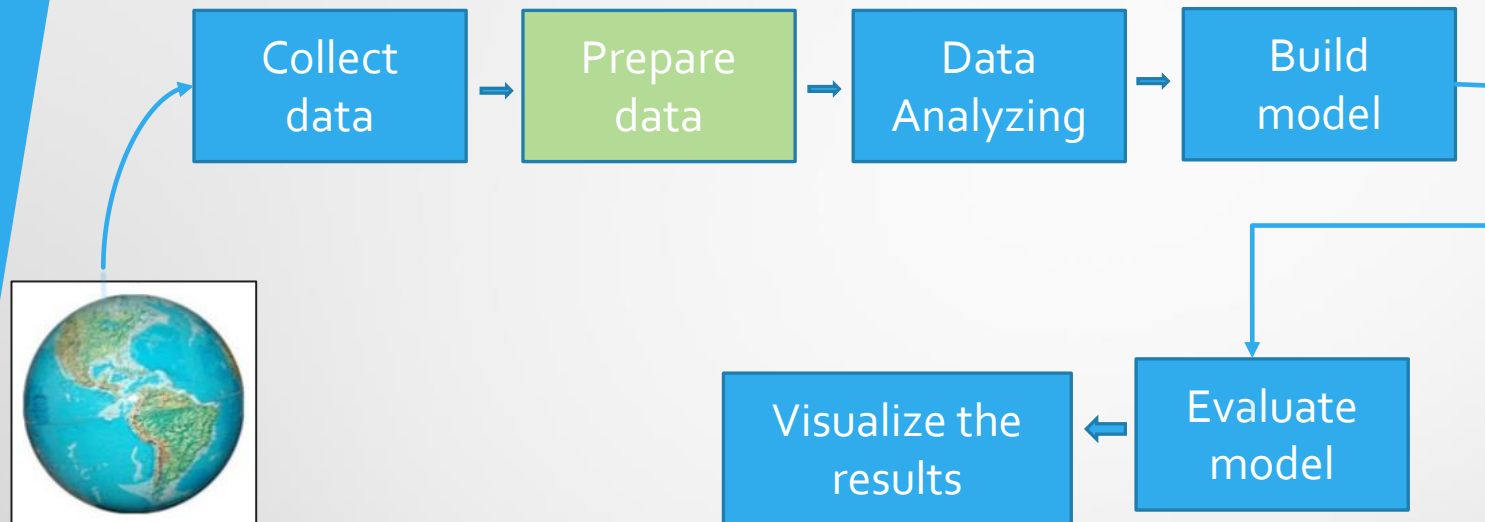 Collect
data
Prepare
data
Data
Analyzing
Build
model
Evaluate
model
Visualize the
results